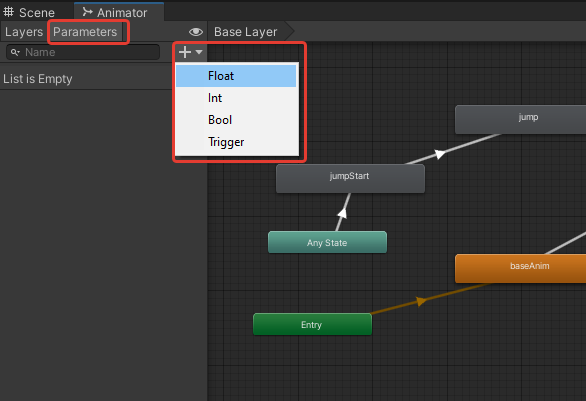 Scene Animator
Layers Parameters Base Layer
Name
List is Empty
Float
Int
Bool
Trigger
jump
jumpStart
Any State
baseAnim
Entry